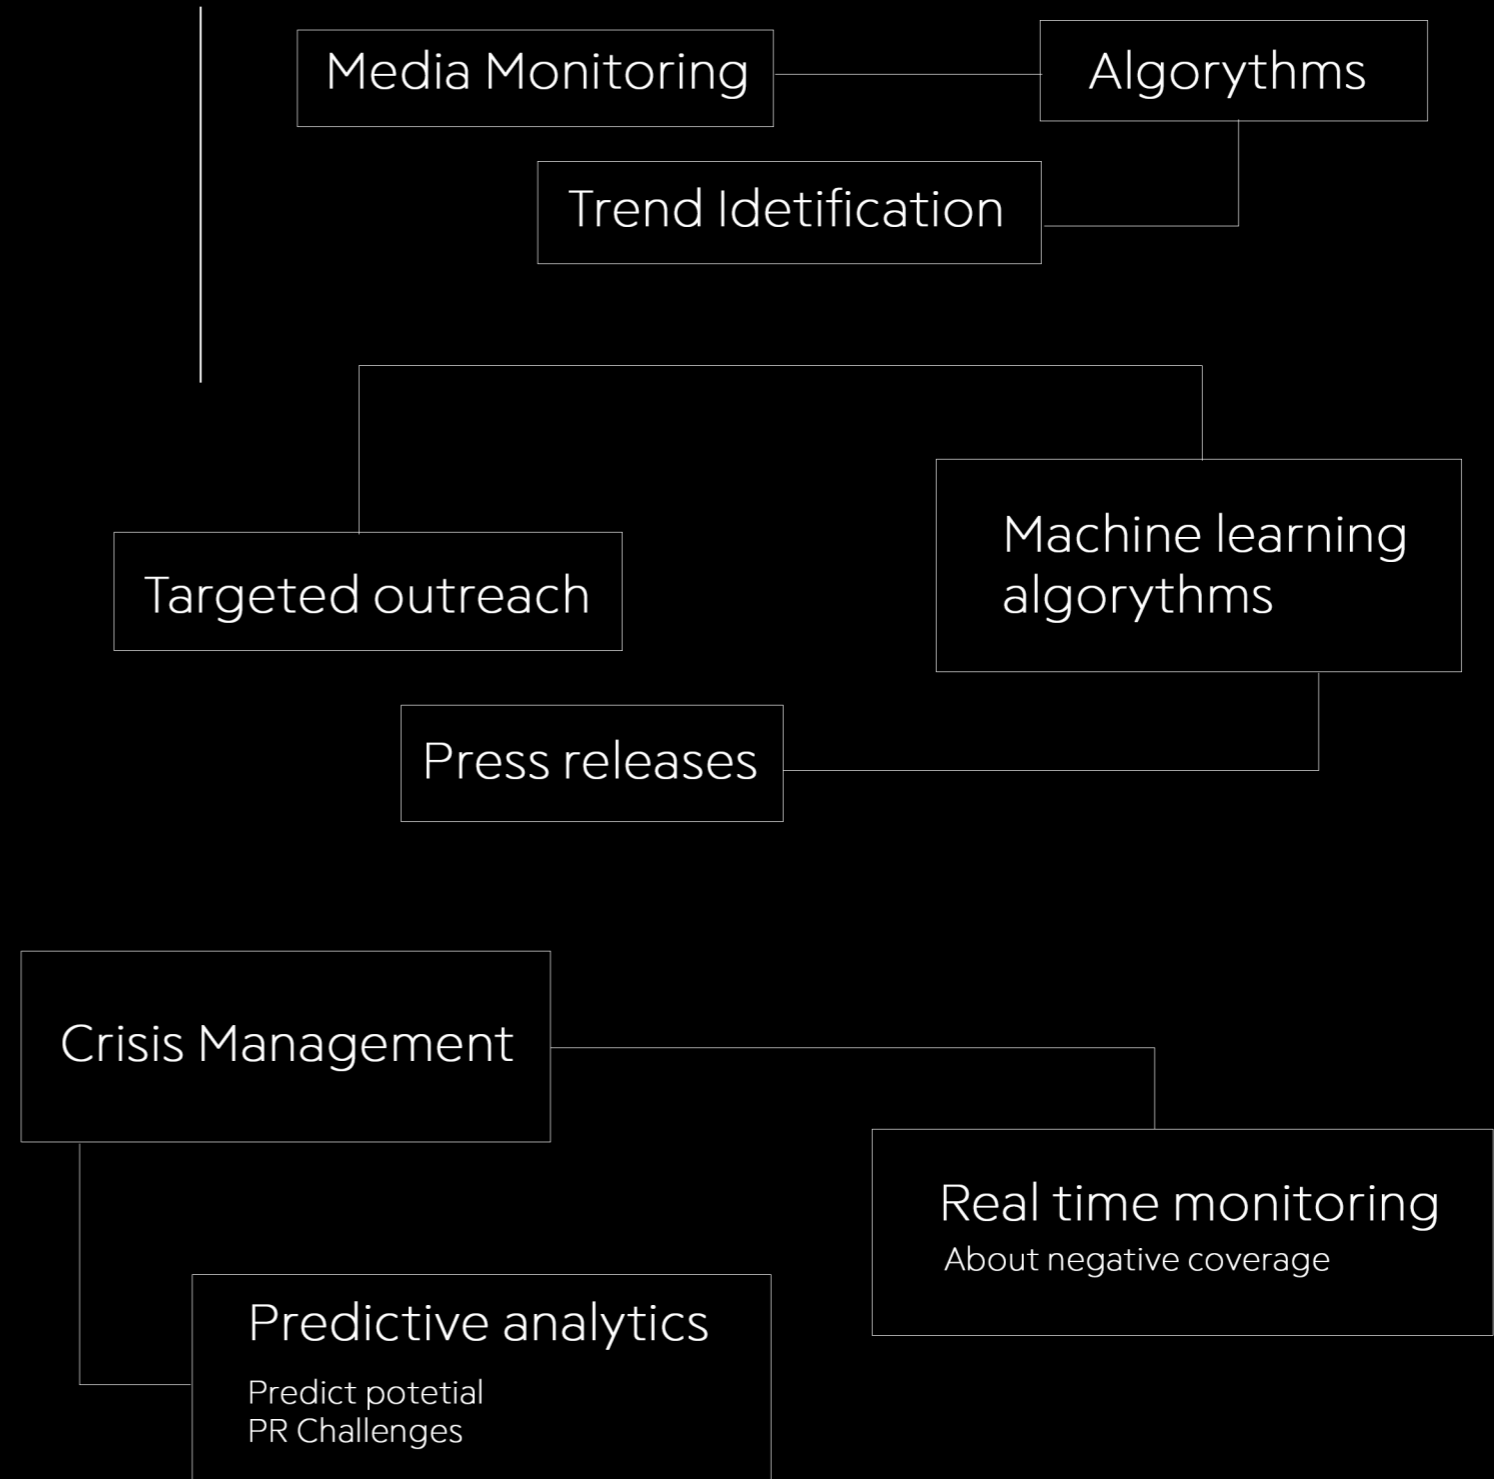 Media Monitoring
Algorythms
Trend Idetification
Targeted outreach
Machine learning
algorythms
Press releases
Crisis Management
Real time monitoring
About negative coverage
Predictive analytics
Predict potetial
PR Challenges